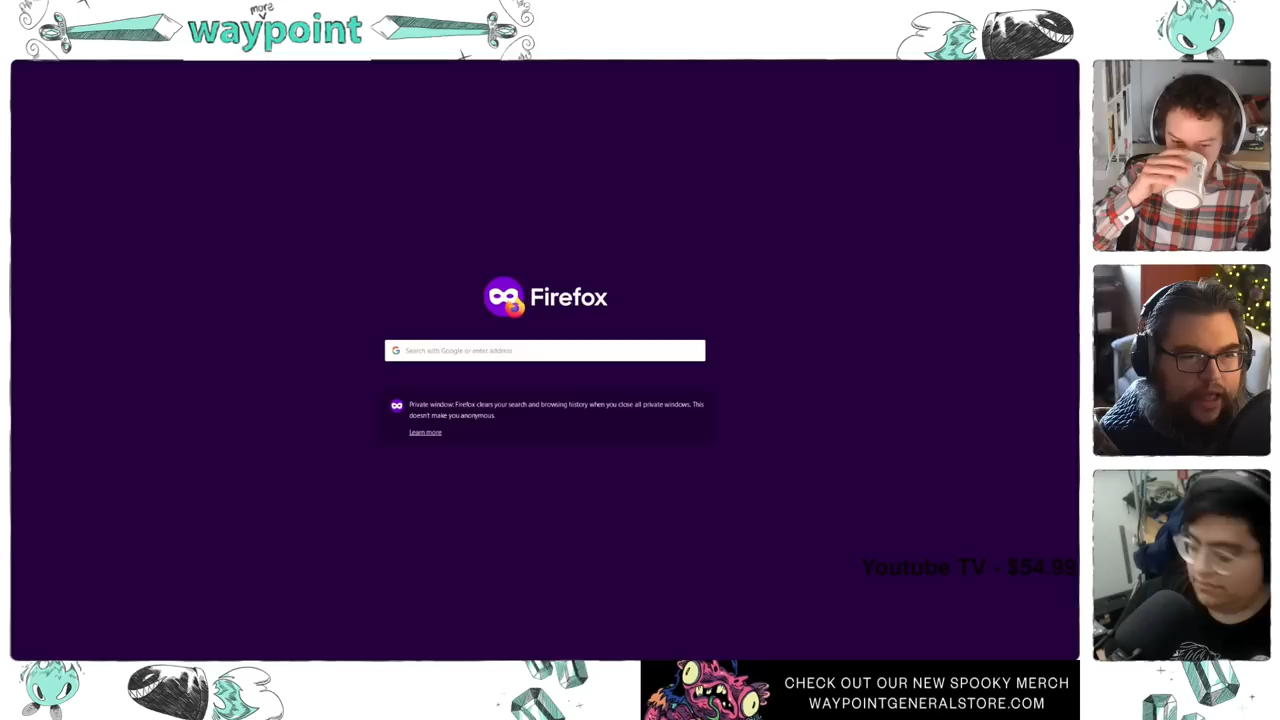 more
waypoint
Firefox
Search with Google or enter address
Private window: Firefox clears your search and browsing history when you close all private windows. This
doesn't make you anonymous.
Learn more
Youtube TV - $54.99
CHECK OUT OUR NEW SPOOKY MERCH
WAYPOINTGENERALSTORE.COM